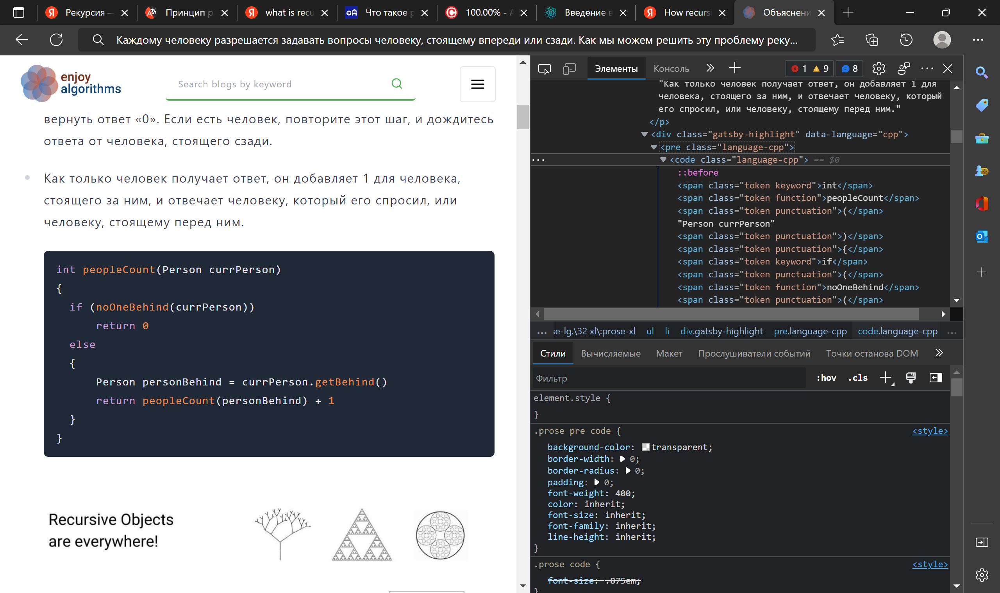 Рекурсия —
Принцип р
what is recu
Что такое р
100.00% - А
Введение в
How recurs
Объяснени
Каждому человеку разрешается задавать вопросы человеку, стоящему впереди или сзади. Как мы можем решить эту проблему реку...
enjoy
algorithms
Search blogs by keyword
вернуть ответ «0». Если есть человек, повторите этот шаг, и дождитесь
ответа от человека, стоящего сзади.
Как только человек получает ответ, он добавляет 1 для человека,
стоящего за ним, и отвечает человеку, который его спросил, или
человеку, стоящему перед ним.
int peopleCount(Person currPerson)
{
if (noOneBehind(currPerson))
return 0
else
{
Person personBehind = currPerson.getBehind()
return peopleCount(personBehind) + 1
}
}
Recursive Objects
are everywhere!
Элементы
Консоль
1 9
8
"Как только человек получает ответ, он добавляет 1 для
человека, стоящего за ним, и отвечает человеку, который
его спросил, или человеку, стоящему перед ним."
</p>
<div class="gatsby-highlight" data-language="cpp">
<pre class="language-cpp">
<code class="language-cpp"> == $0
::before
<span class="token keyword">int</span>
<span class="token function">peopleCount</span>
<span class="token punctuation">(</span>
"Person currPerson"
<span class="token punctuation">)</span>
<span class="token punctuation">{</span>
<span class="token keyword">if</span>
<span class="token punctuation">(</span>
<span class="token function">noOneBehind</span>
<span class="token punctuation">(</span>
... se-lg.\32 xl\:prose-xl ul li div.gatsby-highlight pre.language-cpp code.language-cpp ...
Стили Вычисляемые Макет Прослушиватели событий Точки останова DOM
Фильтр
:hov .cls
element.style {
}
.prose pre code {
<style>
background-color: transparent;
border-width: 0;
border-radius: 0;
padding: 0;
font-weight: 400;
color: inherit;
font-size: inherit;
font-family: inherit;
line-height: inherit;
}
.prose code {
<style>
font-size: .875em;
}